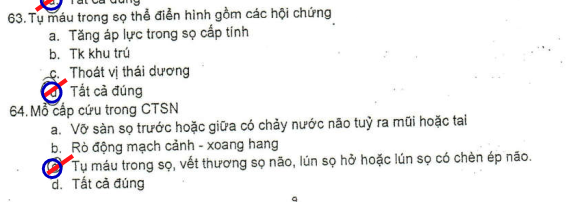 Tất cả đúng
63. Tụ máu trong sọ thể điển hình gồm các hội chứng
a. Tăng áp lực trong sọ cấp tính
b. Tk khu trú
c. Thoát vị thái dương
d. Tất cả đúng
64. Mổ cấp cứu trong CTSN
a. Vỡ sàn sọ trước hoặc giữa có chảy nước não tuỷ ra mũi hoặc tai
b. Rò động mạch cảnh - xoang hang
c. Tụ máu trong sọ, vết thương sọ não, lún sọ hở hoặc lún sọ có chèn ép não.
d. Tất cả đúng
9